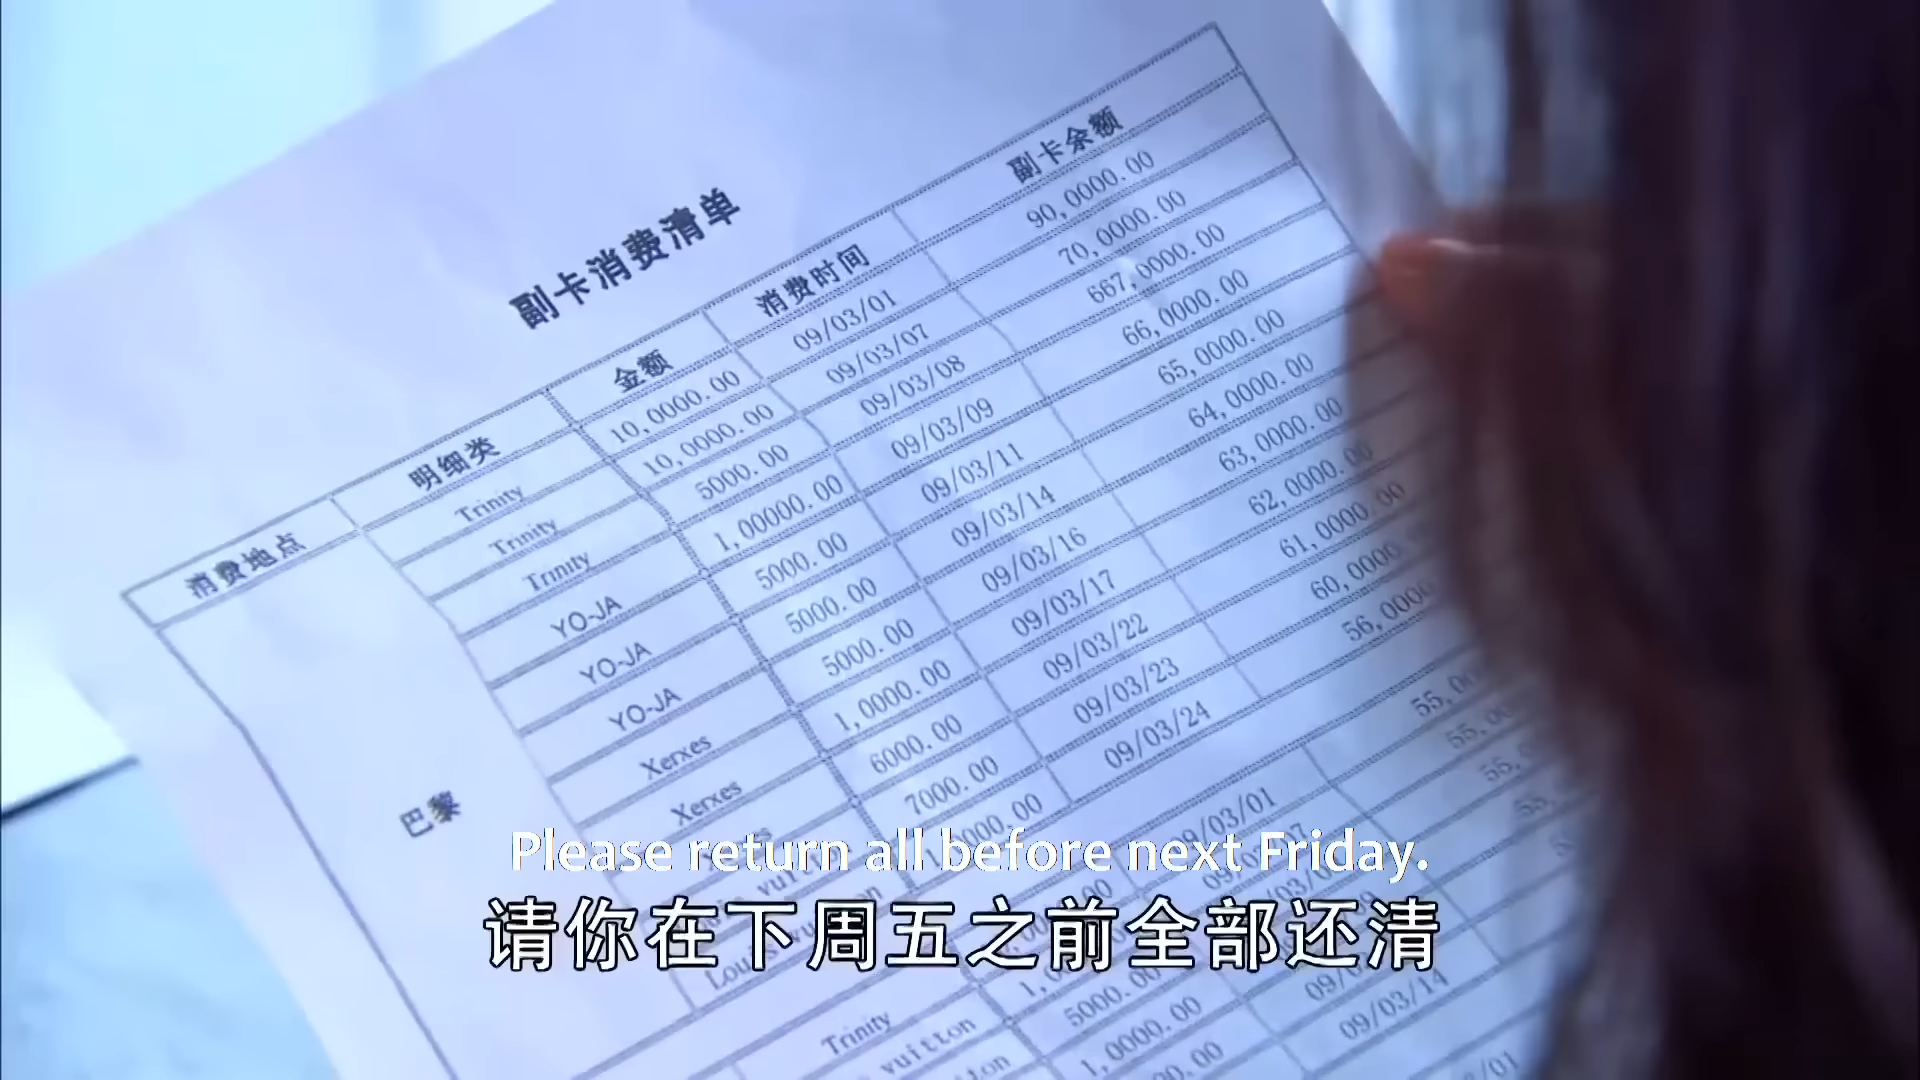 副卡消费清单
消费地点 明细类 金额 消费时间 副卡余额
巴黎
Trinity 10,0000.00 09/03/01 90,0000.00
Trinity 10,0000.00 09/03/07 70,0000.00
Trinity 5000.00 09/03/08 667,0000.00
YO-JA 1,00000.00 09/03/09 66,0000.00
YO-JA 5000.00 09/03/11 65,0000.00
YO-JA 5000.00 09/03/14 64,0000.00
Xerxes 5000.00 09/03/16 63,0000.00
Xerxes 1,0000.00 09/03/17 62,0000.00
6000.00 09/03/22 61,0000.00
vuitton 7000.00 09/03/23 60,0000
Louis vuitton 09/03/24 56,0000
Trinity 09/03/01
vuitton 5000.00
1,0000.00 09/03/14
Please return all before next Friday.
请你在下周五之前全部还清